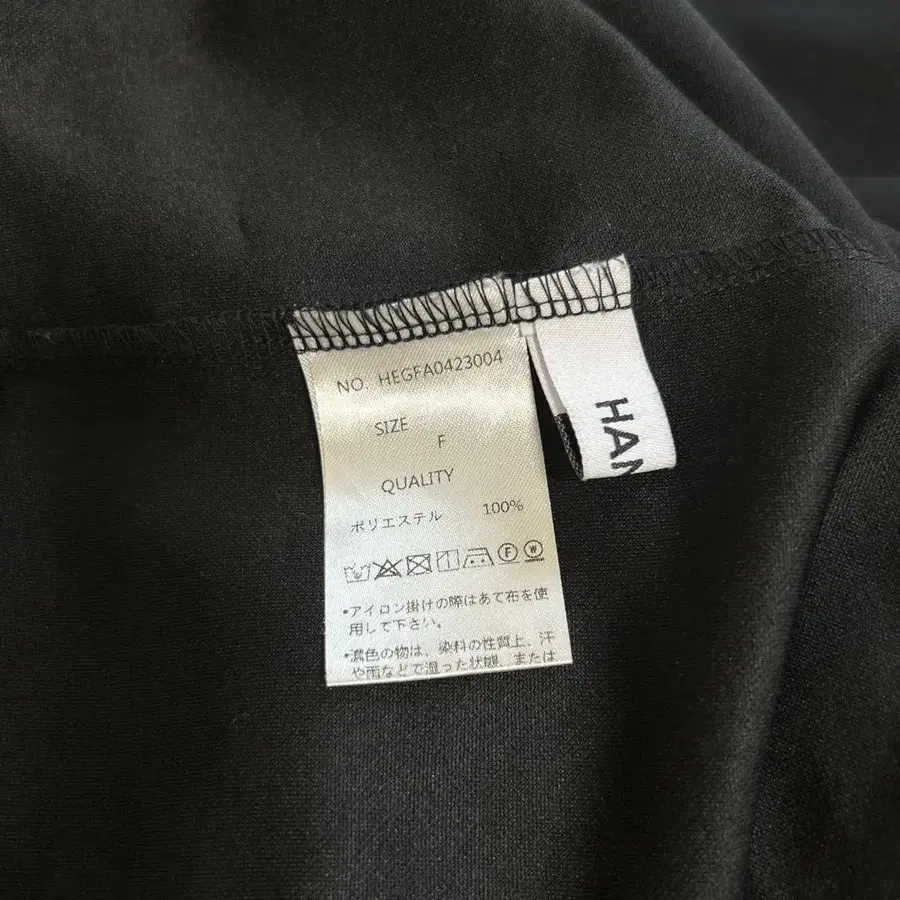 NO. HEGFA0423004
SIZE
F
QUALITY
ポリエステル 100%
F W
•アイロン掛けの際はあて布を使
用して下さい。
•濃色の物は、染料の性質上、汗
や雨などで湿った状態、または
HAN